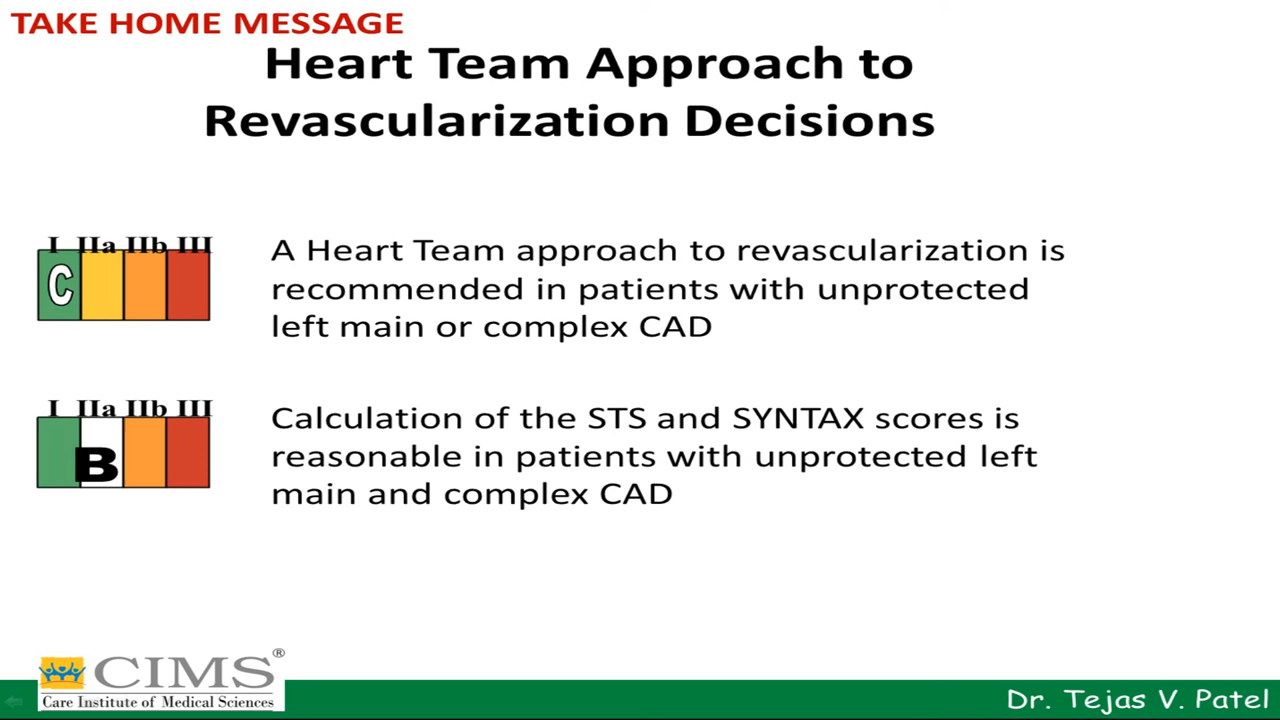 TAKE HOME MESSAGE
Heart Team Approach to
Revascularization Decisions
I IIa IIb III
C
A Heart Team approach to revascularization is
recommended in patients with unprotected
left main or complex CAD
I IIa IIb III
B
Calculation of the STS and SYNTAX scores is
reasonable in patients with unprotected left
main and complex CAD
CIMS®
Care Institute of Medical Sciences
Dr. Tejas V. Patel